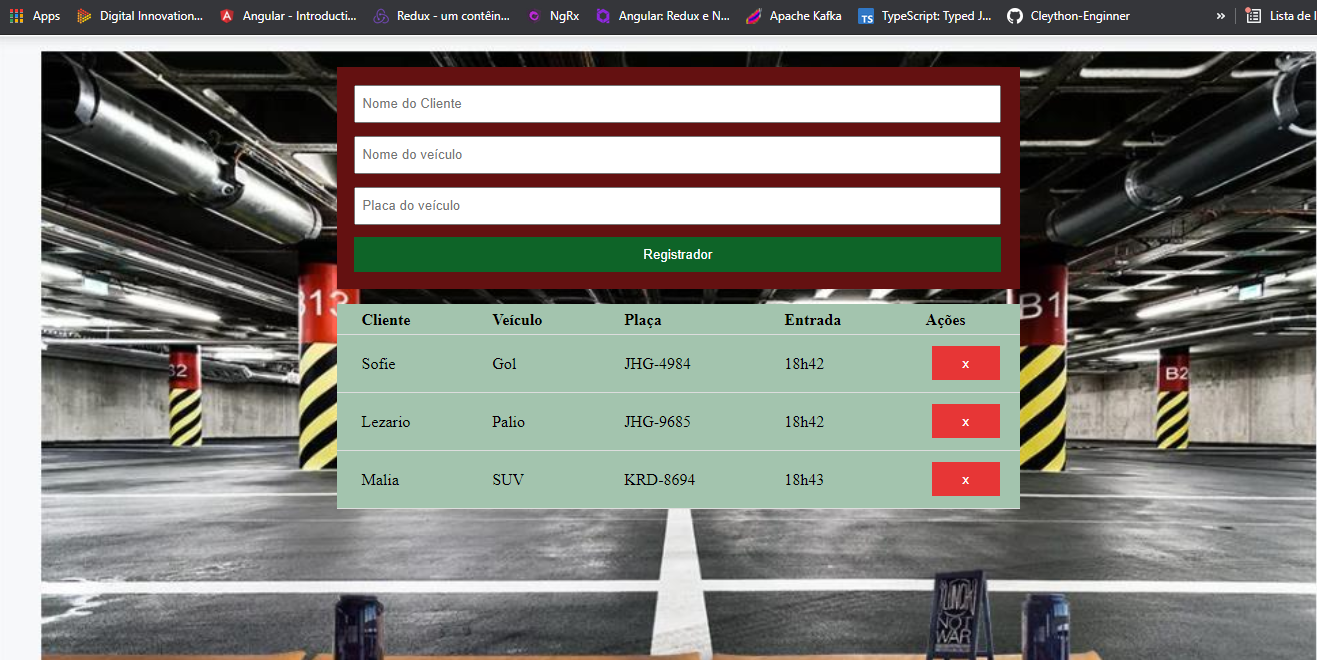 Apps Digital Innovation... Angular - Introducti... Redux - um contêin... NgRx Angular: Redux e N... Apache Kafka TS TypeScript: Typed J... Cleython-Enginner » Lista de l
Nome do Cliente
Nome do veículo
Placa do veículo
Registrador
B13
B1
Cliente Veículo Plaça Entrada Ações
Sofie Gol JHG-4984 18h42 x
B2
B2
Lezario Palio JHG-9685 18h42 x
Malia SUV KRD-8694 18h43 x
NOT
WAR